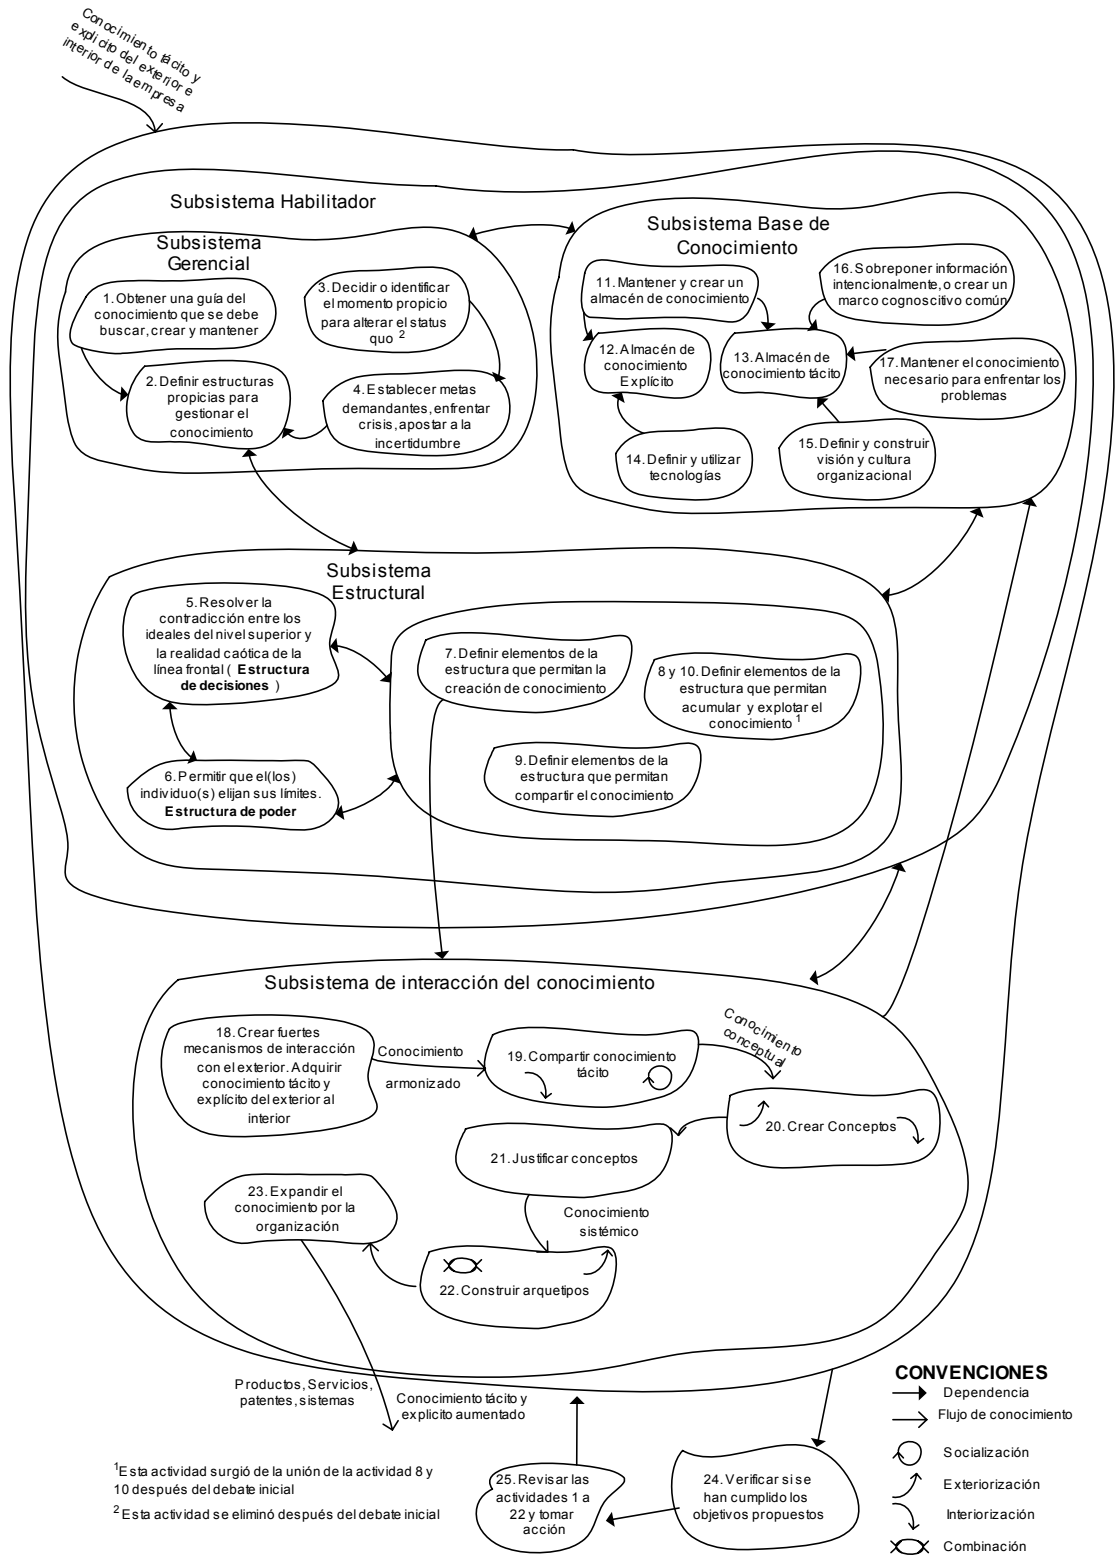 Conocimiento tácito y
explicito del exterior e
interior de la empresa
Subsistema Habilitador
Subsistema
Gerencial
1. Obtener una guía del
conocimiento que se debe
buscar, crear y mantener
3. Decidir o identificar
el momento propicio
para alterar el status
quo 2
2. Definir estructuras
propicias para
gestionar el
conocimiento
4. Establecer metas
demandantes, enfrentar
crisis, apostar a la
incertidumbre
Subsistema Base de
Conocimiento
11. Mantener y crear un
almacén de conocimiento
16. Sobreponer información
intencionalmente, o crear un
marco cognoscitivo común
12. Almacén de
conocimiento
Explícito
13. Almacén de
conocimiento tácito
17. Mantener el conocimiento
necesario para enfrentar los
problemas
14. Definir y utilizar
tecnologías
15. Definir y construir
visión y cultura
organizacional
Subsistema
Estructural
5. Resolver la
contradicción entre los
ideales del nivel superior y
la realidad caótica de la
línea frontal ( Estructura
de decisiones )
6. Permitir que el(los)
individuo(s) elijan sus límites.
Estructura de poder
7. Definir elementos de la
estructura que permitan la
creación de conocimiento
8 y 10. Definir elementos de la
estructura que permitan
acumular y explotar el
conocimiento 1
9. Definir elementos de la
estructura que permitan
compartir el conocimiento
Subsistema de interacción del conocimiento
18. Crear fuertes
mecanismos de interacción
con el exterior. Adquirir
conocimiento tácito y
explícito del exterior al
interior
Conocimiento
armonizado
19. Compartir conocimiento
tácito
Conocimiento
conceptual
20. Crear Conceptos
21. Justificar conceptos
Conocimiento
sistémico
22. Construir arquetipos
23. Expandir el
conocimiento por la
organización
Productos, Servicios,
patentes, sistemas
Conocimiento tácito y
explicito aumentado
24. Verificar si se
han cumplido los
objetivos propuestos
25. Revisar las
actividades 1 a
22 y tomar
acción
CONVENCIONES
Dependencia
Flujo de conocimiento
Socialización
Exteriorización
Interiorización
Combinación
1 Esta actividad surgió de la unión de la actividad 8 y
10 después del debate inicial
2 Esta actividad se eliminó después del debate inicial